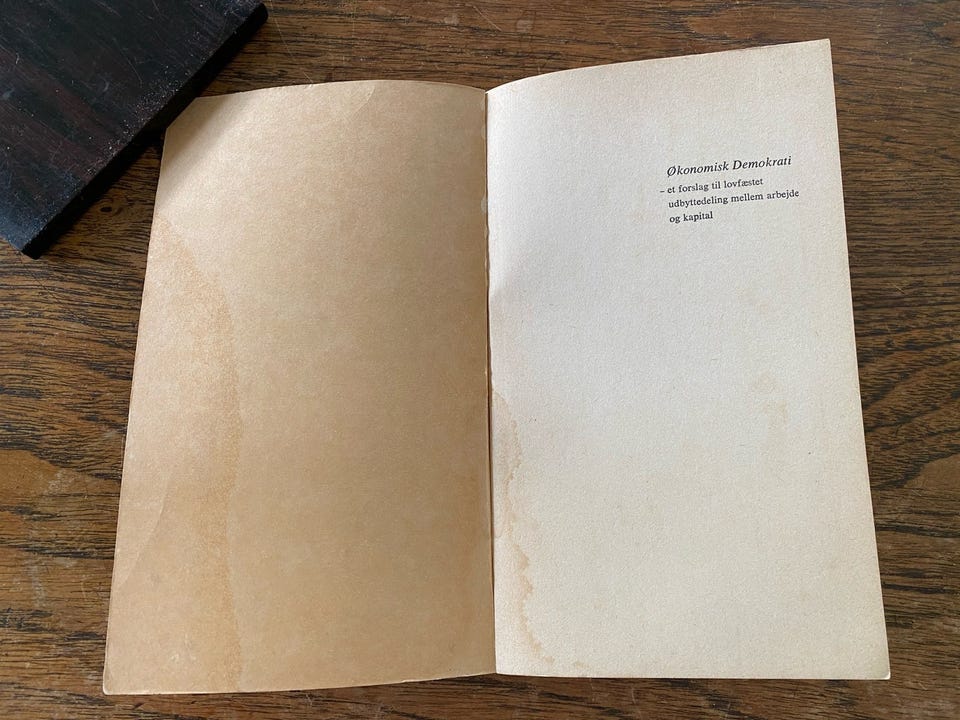 Økonomisk Demokrati
– et forslag til lovfæstet
udbyttedeling mellem arbejde
og kapital